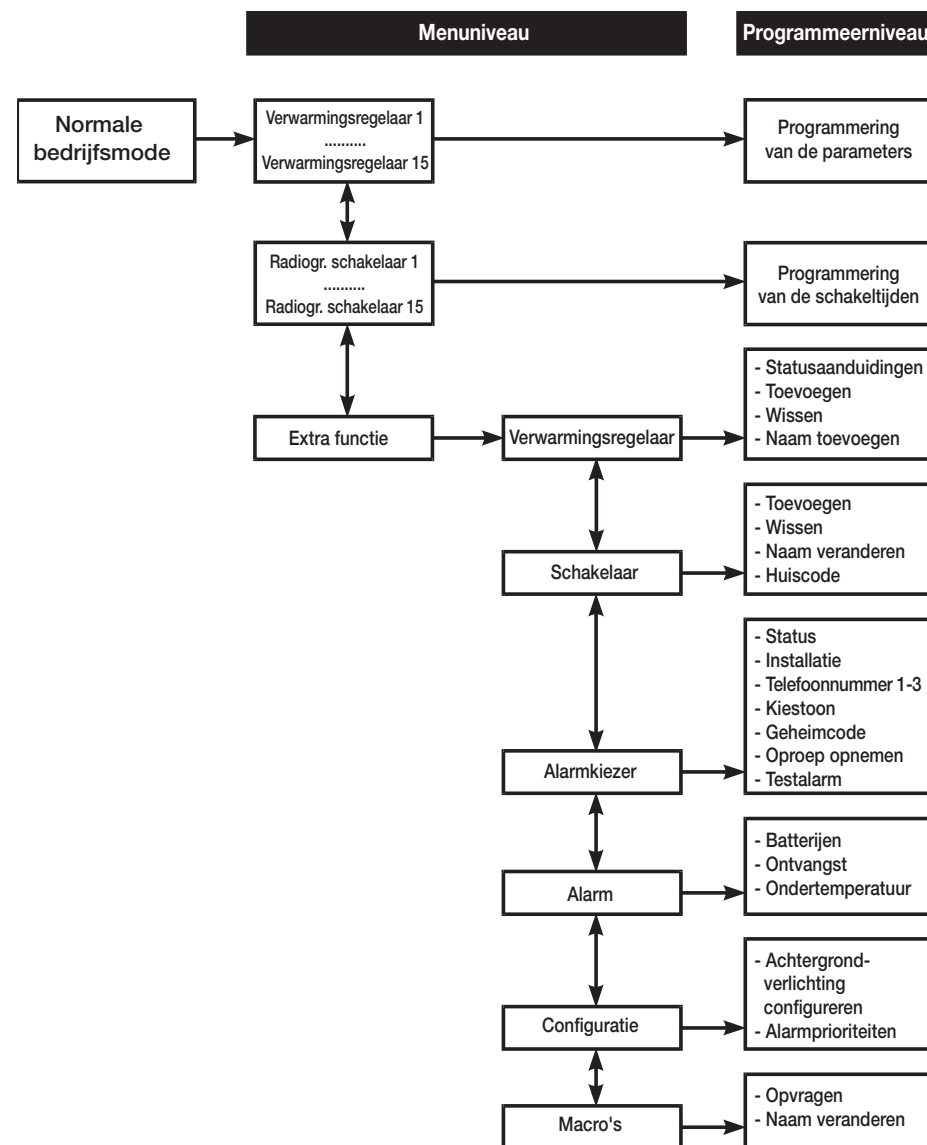 Menuniveau
Programmeerniveau
Normale
bedrijfsmode
Verwarmingsregelaar 1
..........
Verwarmingsregelaar 15
Programmering
van de parameters
Radiogr. schakelaar 1
..........
Radiogr. schakelaar 15
Programmering
van de schakeltijden
Extra functie
Verwarmingsregelaar
- Statusaanduidingen
- Toevoegen
- Wissen
- Naam toevoegen
Schakelaar
- Toevoegen
- Wissen
- Naam veranderen
- Huiscode
Alarmkiezer
- Status
- Installatie
- Telefoonnummer 1-3
- Kiestoon
- Geheimcode
- Oproep opnemen
- Testalarm
Alarm
- Batterijen
- Ontvangst
- Ondertemperatuur
Configuratie
- Achtergrond-
verlichting
configureren
- Alarmprioriteiten
Macro's
- Opvragen
- Naam veranderen